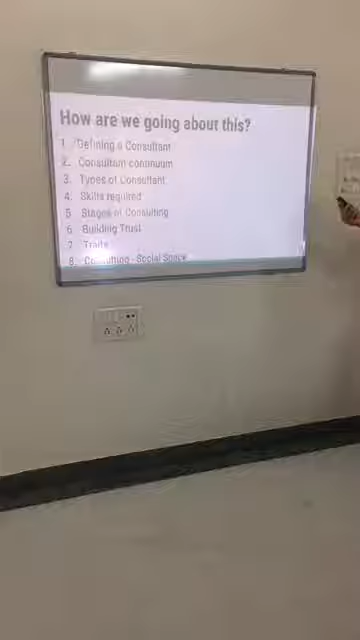 How are we going about this?
1. Defining a Consultant
2. Consultum continuum
3. Types of Consultant
4. Skills required
5 Stages of Consulting
6 Building Trust
7 Traits
8. Consulting - Social Space